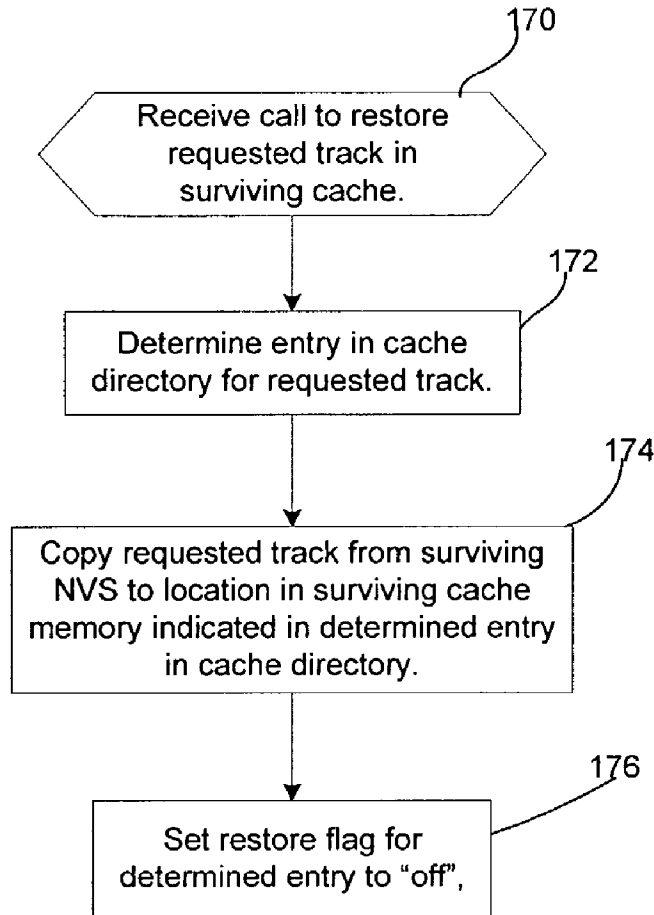 170
Receive call to restore
requested track in
surviving cache.
172
Determine entry in cache
directory for requested track.
174
Copy requested track from surviving
NVS to location in surviving cache
memory indicated in determined entry
in cache directory.
176
Set restore flag for
determined entry to “off”,